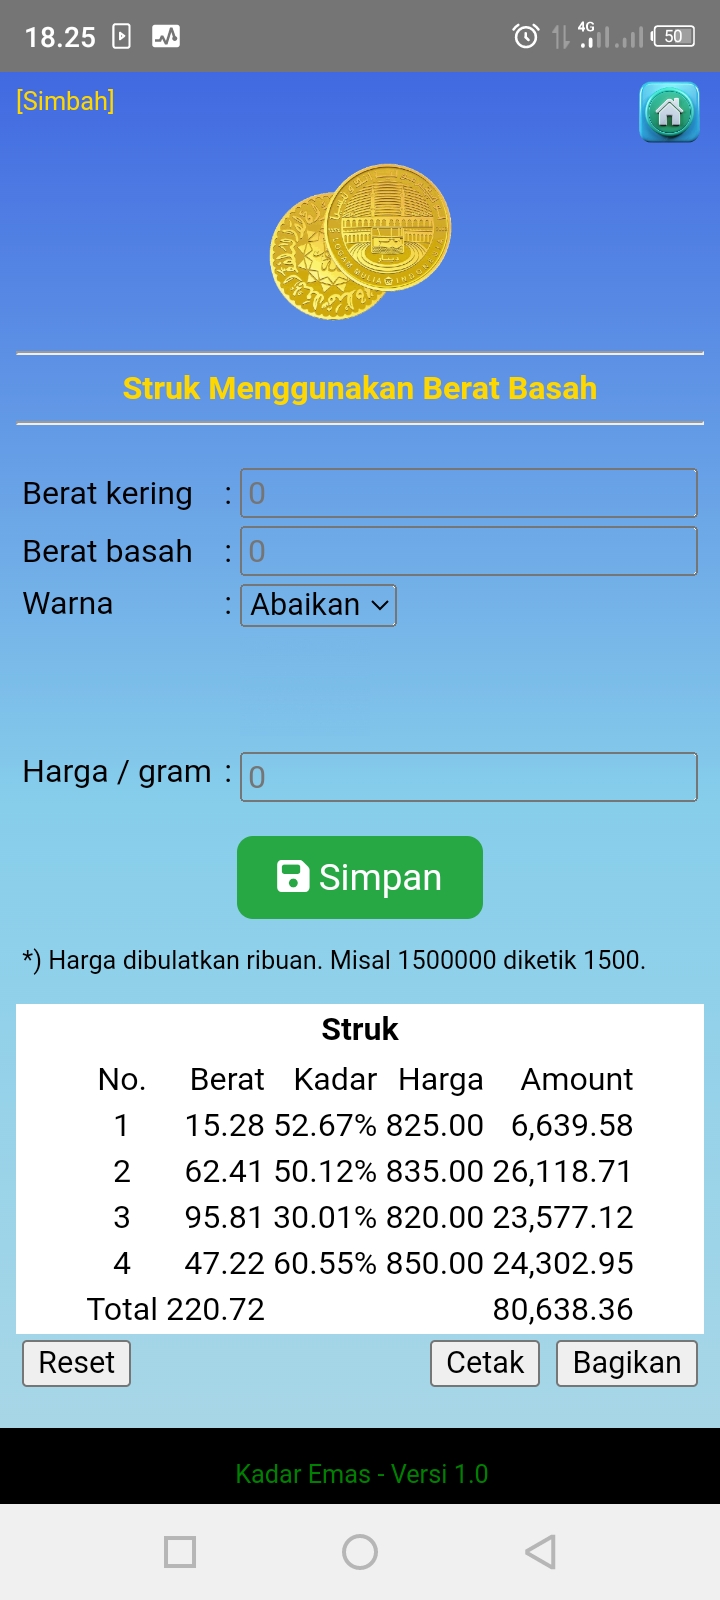 18.25 4G 50
[Simbah]
LOGAM MULIA INDONESIA
Struk Menggunakan Berat Basah
Berat kering : 0
Berat basah : 0
Warna : Abaikan
Harga / gram : 0
Simpan
*) Harga dibulatkan ribuan. Misal 1500000 diketik 1500.
Struk
No. Berat Kadar Harga Amount
1 15.28 52.67% 825.00 6,639.58
2 62.41 50.12% 835.00 26,118.71
3 95.81 30.01% 820.00 23,577.12
4 47.22 60.55% 850.00 24,302.95
Total 220.72 80,638.36
Reset Cetak Bagikan
Kadar Emas - Versi 1.0